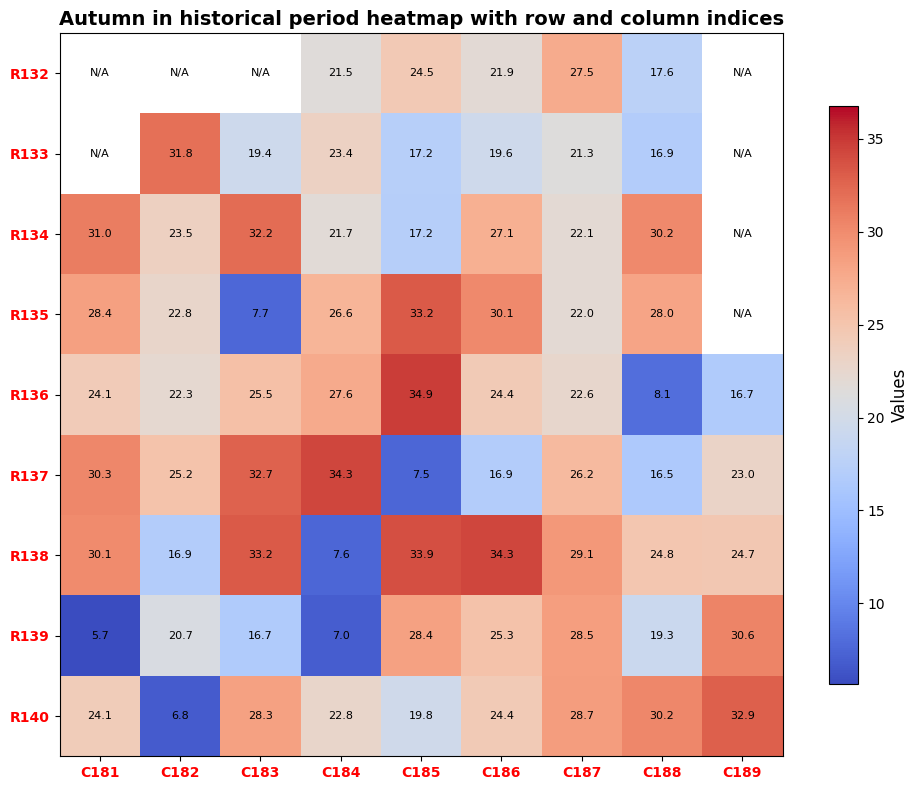 Autumn in historical period heatmap with row and column indices
R132 N/A N/A N/A 21.5 24.5 21.9 27.5 17.6 N/A
R133 N/A 31.8 19.4 23.4 17.2 19.6 21.3 16.9 N/A
R134 31.0 23.5 32.2 21.7 17.2 27.1 22.1 30.2 N/A
R135 28.4 22.8 7.7 26.6 33.2 30.1 22.0 28.0 N/A
R136 24.1 22.3 25.5 27.6 34.9 24.4 22.6 8.1 16.7
R137 30.3 25.2 32.7 34.3 7.5 16.9 26.2 16.5 23.0
R138 30.1 16.9 33.2 7.6 33.9 34.3 29.1 24.8 24.7
R139 5.7 20.7 16.7 7.0 28.4 25.3 28.5 19.3 30.6
R140 24.1 6.8 28.3 22.8 19.8 24.4 28.7 30.2 32.9
C181 C182 C183 C184 C185 C186 C187 C188 C189
35
30
25
20
15
10
Values